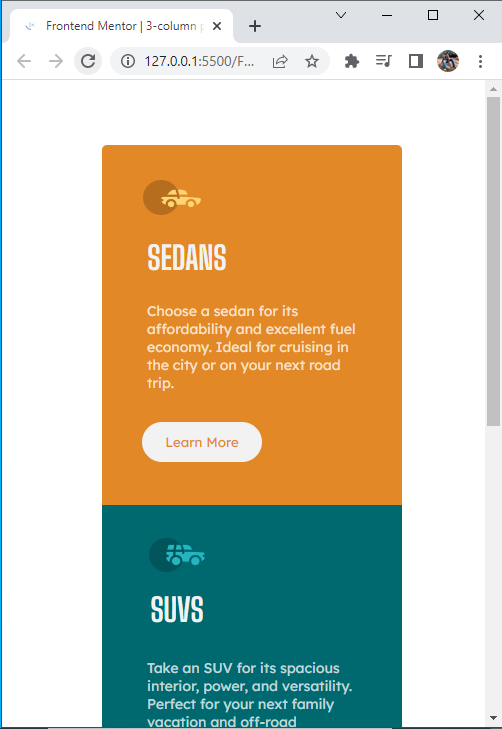 Frontend Mentor | 3-column
127.0.0.1:5500/F...
SEDANS
Choose a sedan for its
affordability and excellent fuel
economy. Ideal for cruising in
the city or on your next road
trip.
Learn More
SUVS
Take an SUV for its spacious
interior, power, and versatility.
Perfect for your next family
vacation and off-road